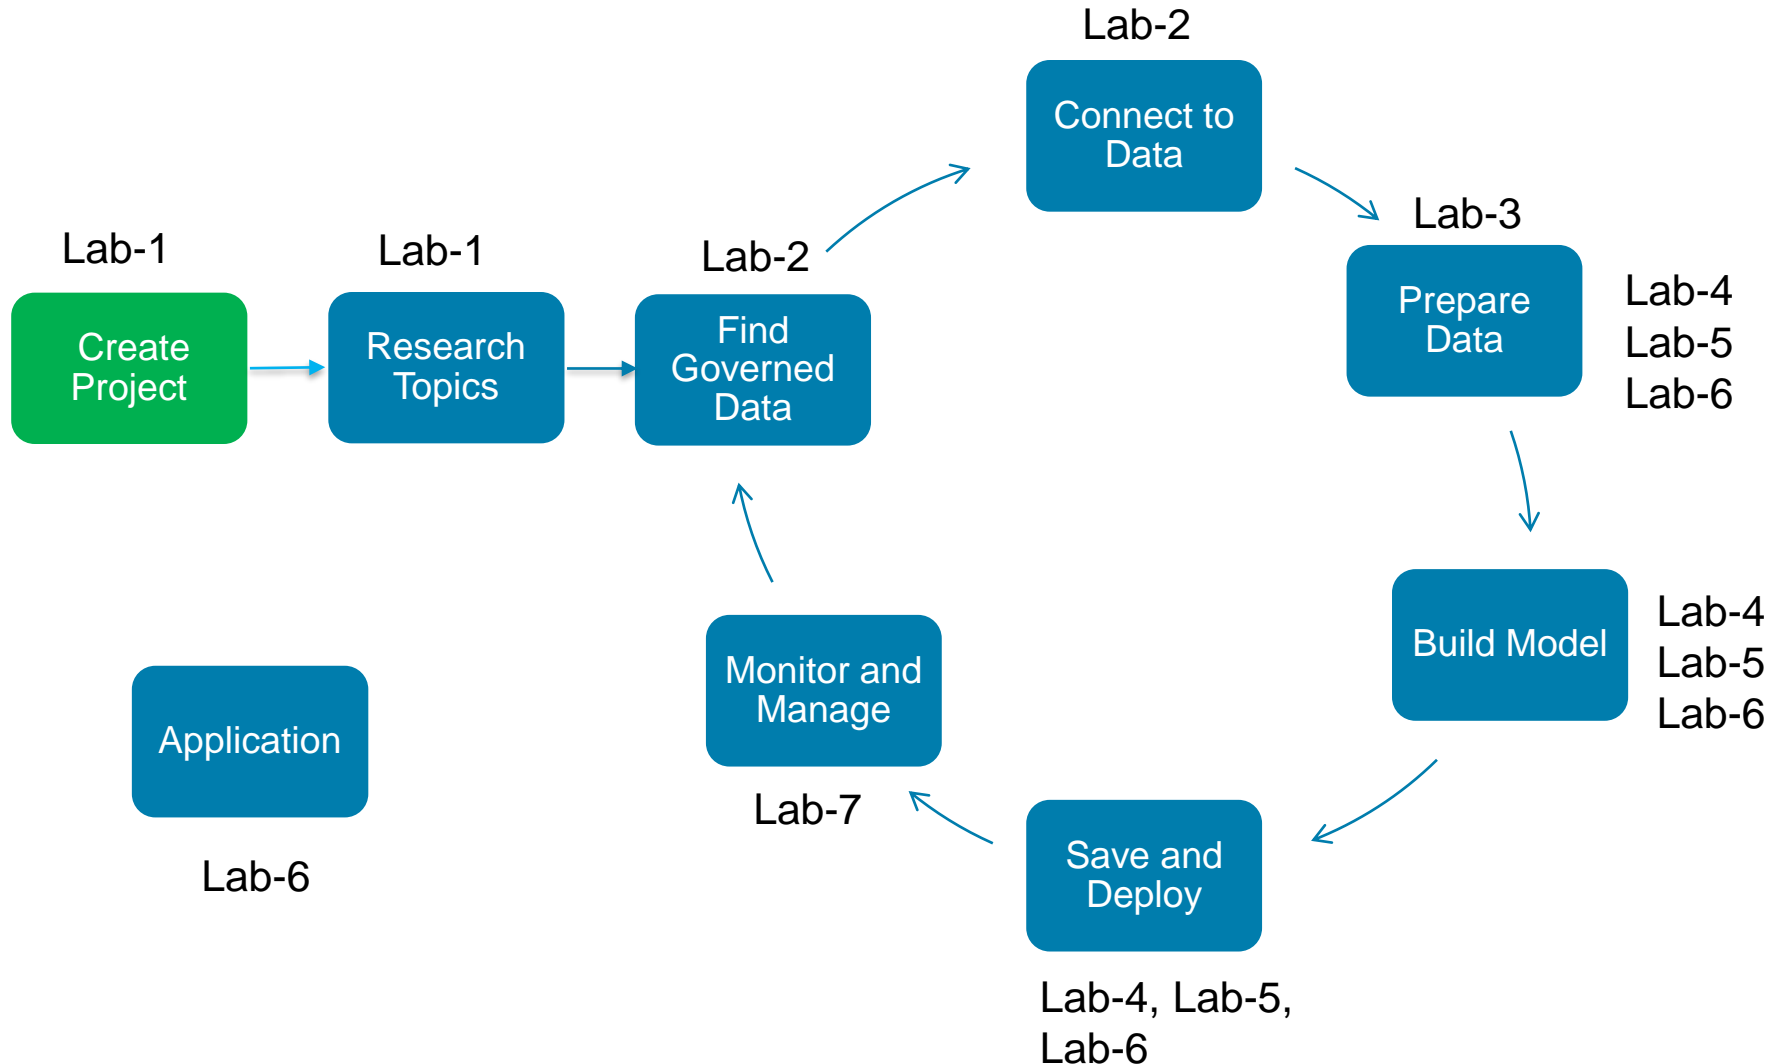 Lab-1
Create
Project
Lab-1
Research
Topics
Lab-2
Find
Governed
Data
Lab-2
Connect to
Data
Lab-3
Prepare
Data
Lab-4
Lab-5
Lab-6
Build Model
Lab-4
Lab-5
Lab-6
Save and
Deploy
Lab-4, Lab-5,
Lab-6
Monitor and
Manage
Lab-7
Application
Lab-6